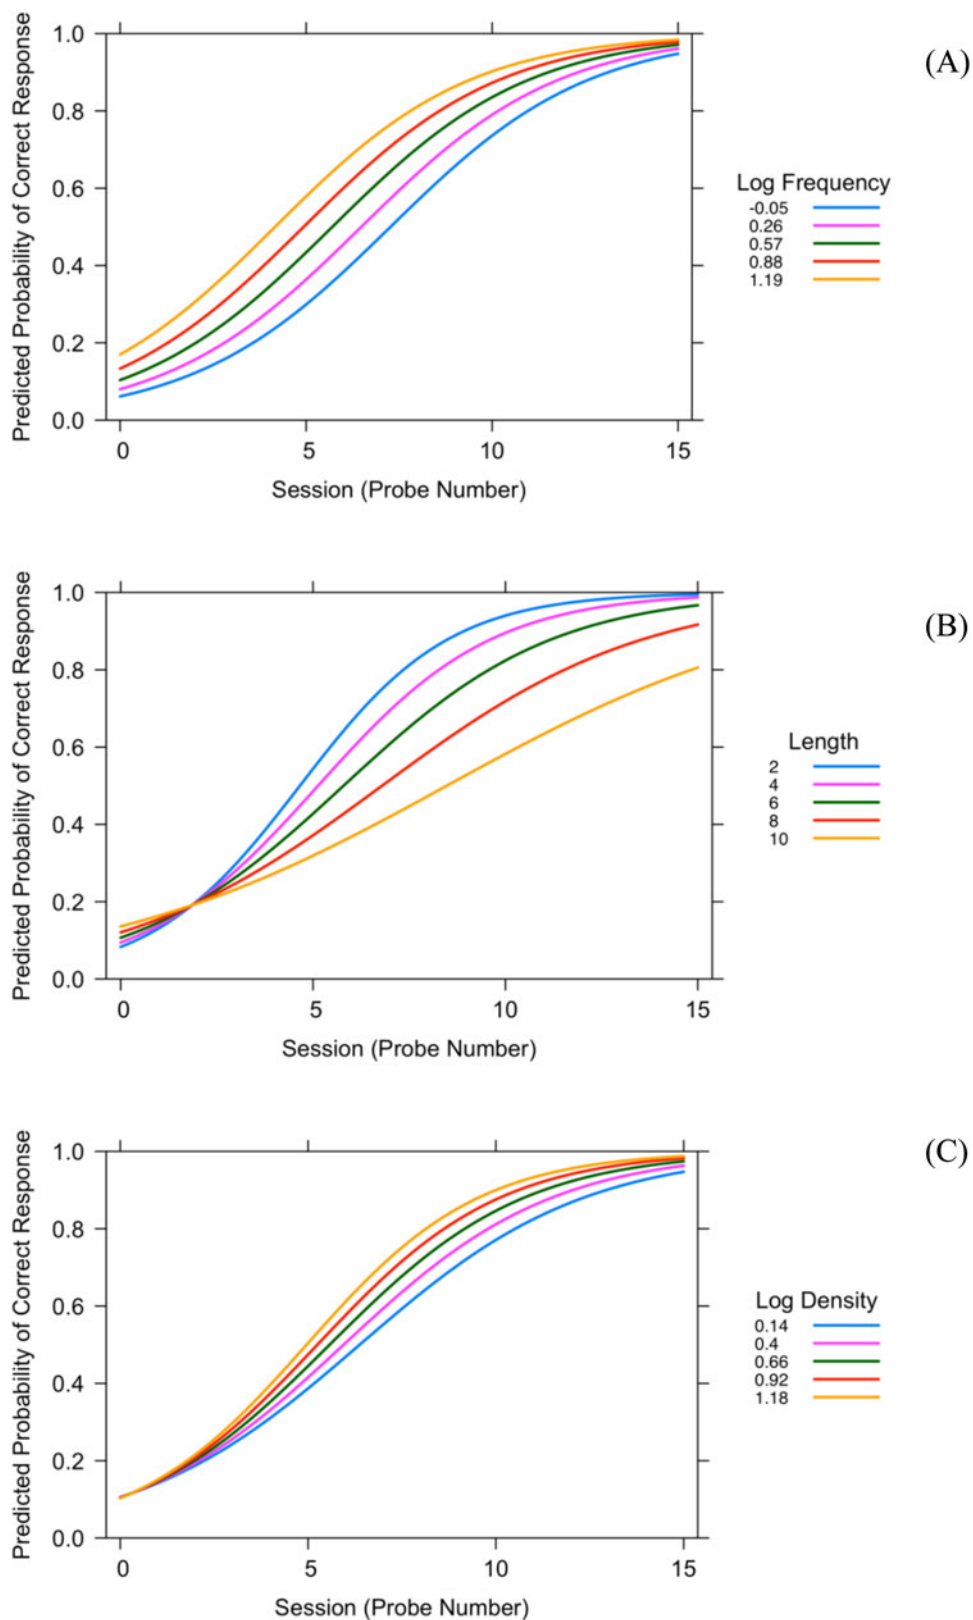 (A)
Predicted Probability of Correct Response
1.0
0.8
0.6
0.4
0.2
0.0
0 5 10 15
Session (Probe Number)
Log Frequency
-0.05
0.26
0.57
0.88
1.19
(B)
Predicted Probability of Correct Response
1.0
0.8
0.6
0.4
0.2
0.0
0 5 10 15
Session (Probe Number)
Length
2
4
6
8
10
(C)
Predicted Probability of Correct Response
1.0
0.8
0.6
0.4
0.2
0.0
0 5 10 15
Session (Probe Number)
Log Density
0.14
0.4
0.66
0.92
1.18